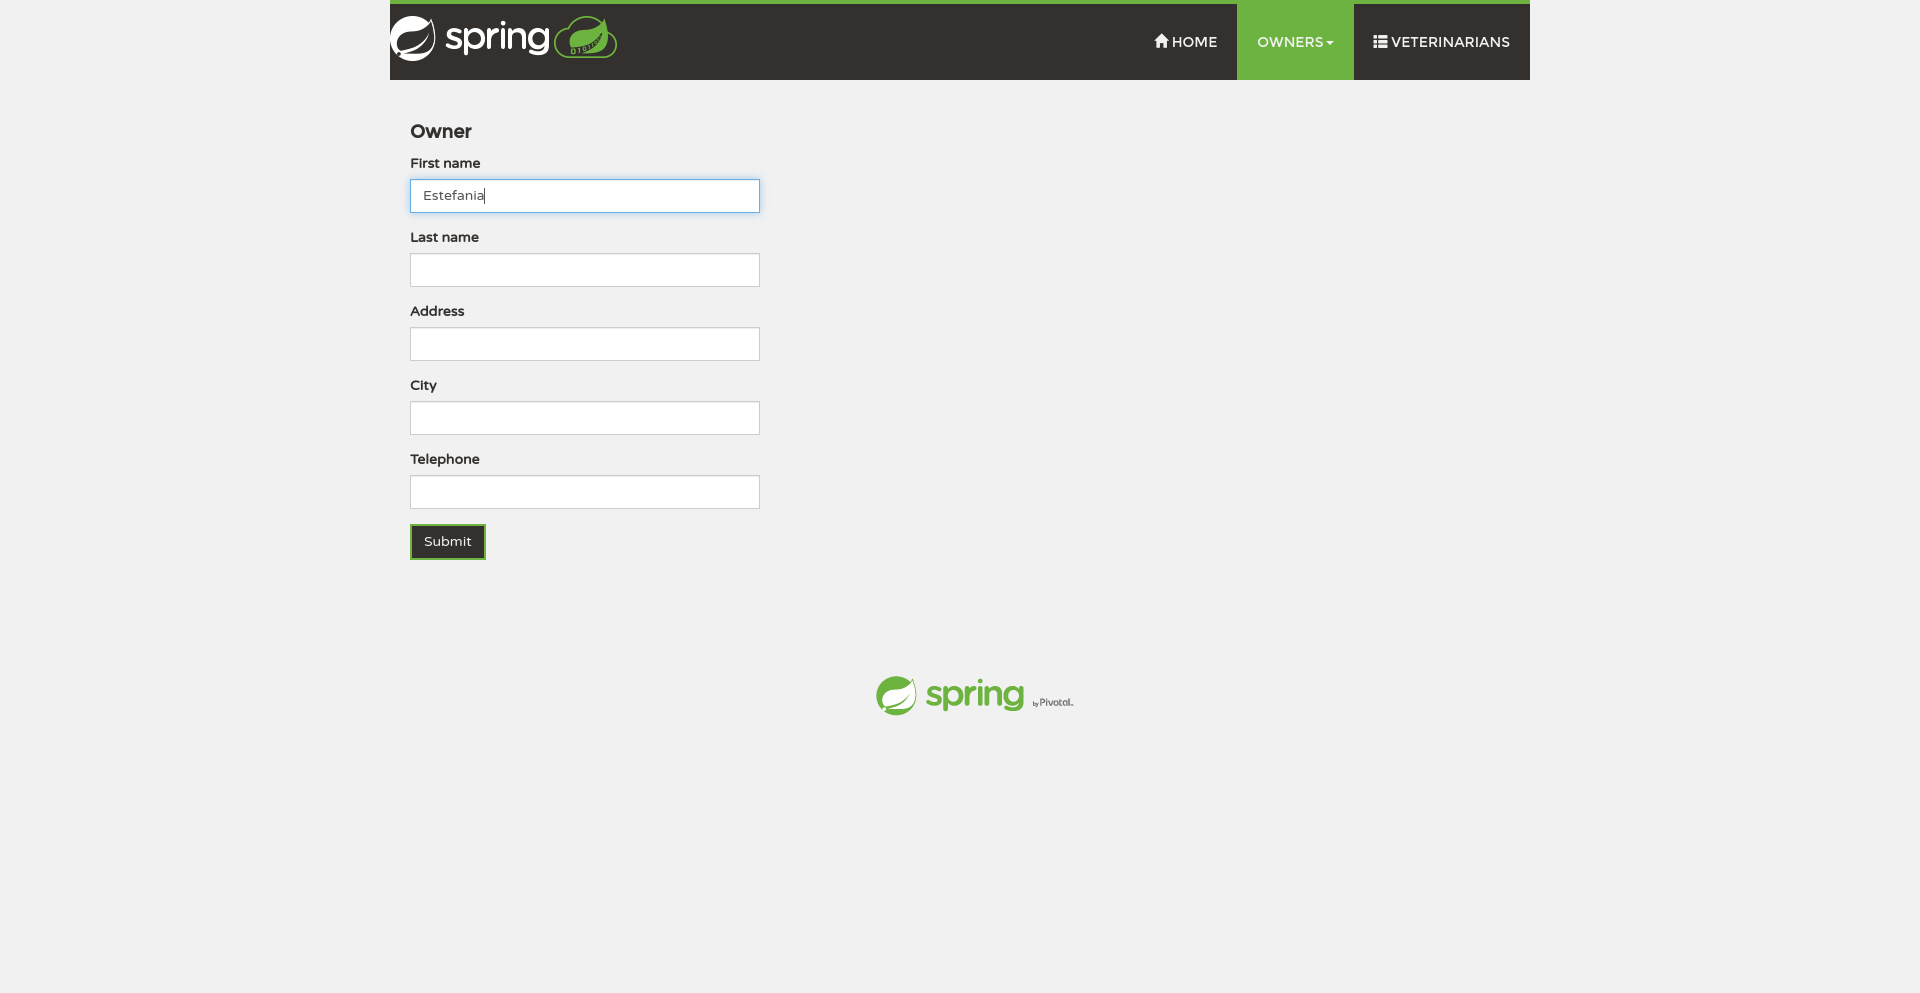 spring
HOME
OWNERS
VETERINARIANS
Owner
First name
Estefania
Last name
Address
City
Telephone
Submit
spring by Pivotal